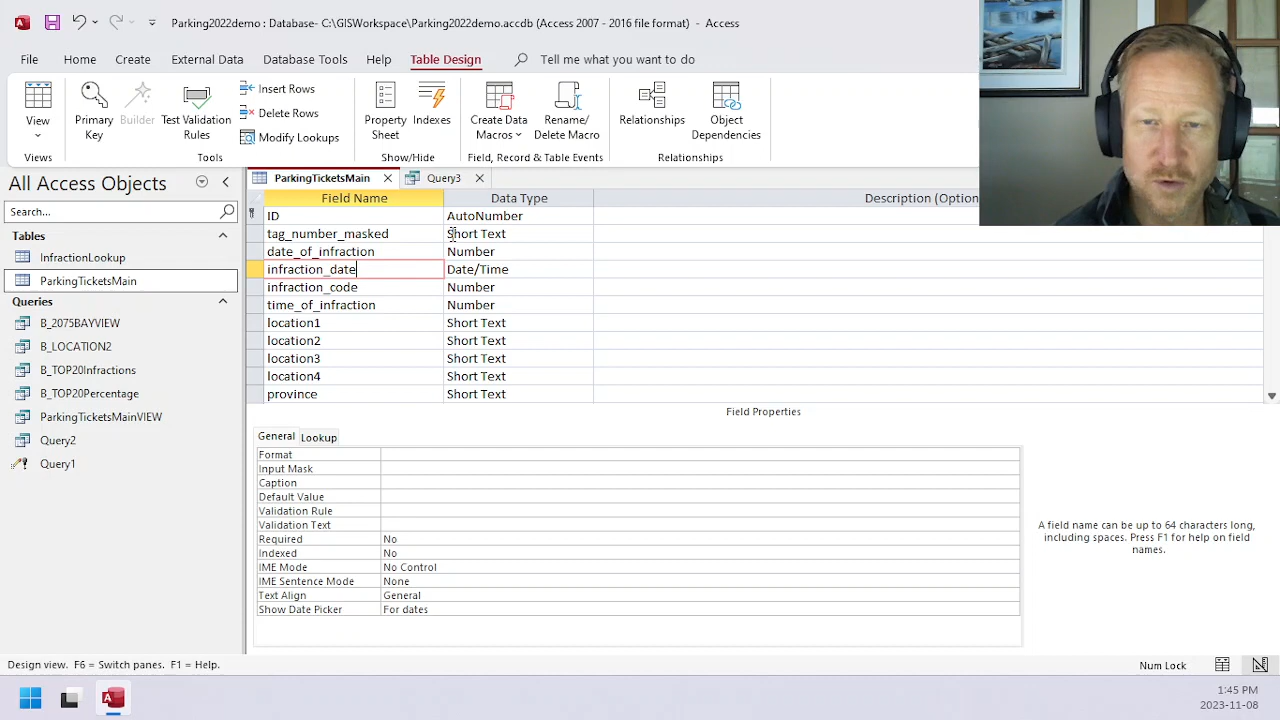 Parking2022demo : Database- C:\GISWorkspace\Parking2022demo.accdb (Access 2007 - 2016 file format) - Access
File Home Create External Data Database Tools Help Table Design Tell me what you want to do
View
Views
Primary Key
Builder
Test Validation Rules
Insert Rows
Delete Rows
Modify Lookups
Tools
Property Sheet
Indexes
Show/Hide
Create Data Macros
Rename/ Delete Macro
Field, Record & Table Events
Relationships
Object Dependencies
Relationships
All Access Objects
Search...
Tables
InfractionLookup
ParkingTicketsMain
Queries
B_2075BAYVIEW
B_LOCATION2
B_TOP20Infractions
B_TOP20Percentage
ParkingTicketsMainVIEW
Query2
Query1
ParkingTicketsMain Query3
Field Name Data Type Description (Option
ID AutoNumber
tag_number_masked Short Text
date_of_infraction Number
infraction_date Date/Time
infraction_code Number
time_of_infraction Number
location1 Short Text
location2 Short Text
location3 Short Text
location4 Short Text
province Short Text
Field Properties
General Lookup
Format
Input Mask
Caption
Default Value
Validation Rule
Validation Text
Required No
Indexed No
IME Mode No Control
IME Sentence Mode None
Text Align General
Show Date Picker For dates
A field name can be up to 64 characters long,
including spaces. Press F1 for help on field
names.
Design view. F6 = Switch panes. F1 = Help.
Num Lock
1:45 PM
2023-11-08